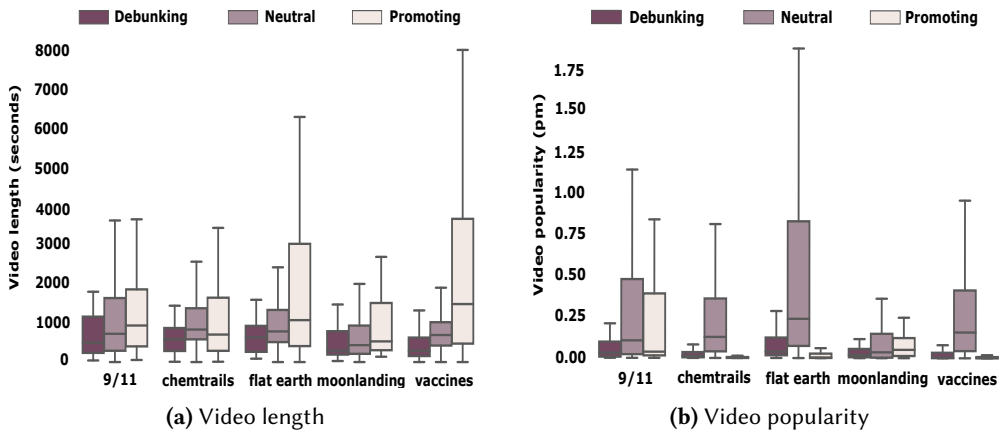 Debunking Neutral Promoting
8000
7000
6000
5000
4000
3000
2000
1000
0
Video length (seconds)
9/11 chemtrails flat earth moonlanding vaccines
(a) Video length
Debunking Neutral Promoting
1.75
1.50
1.25
1.00
0.75
0.50
0.25
0.00
Video popularity (pm)
9/11 chemtrails flat earth moonlanding vaccines
(b) Video popularity